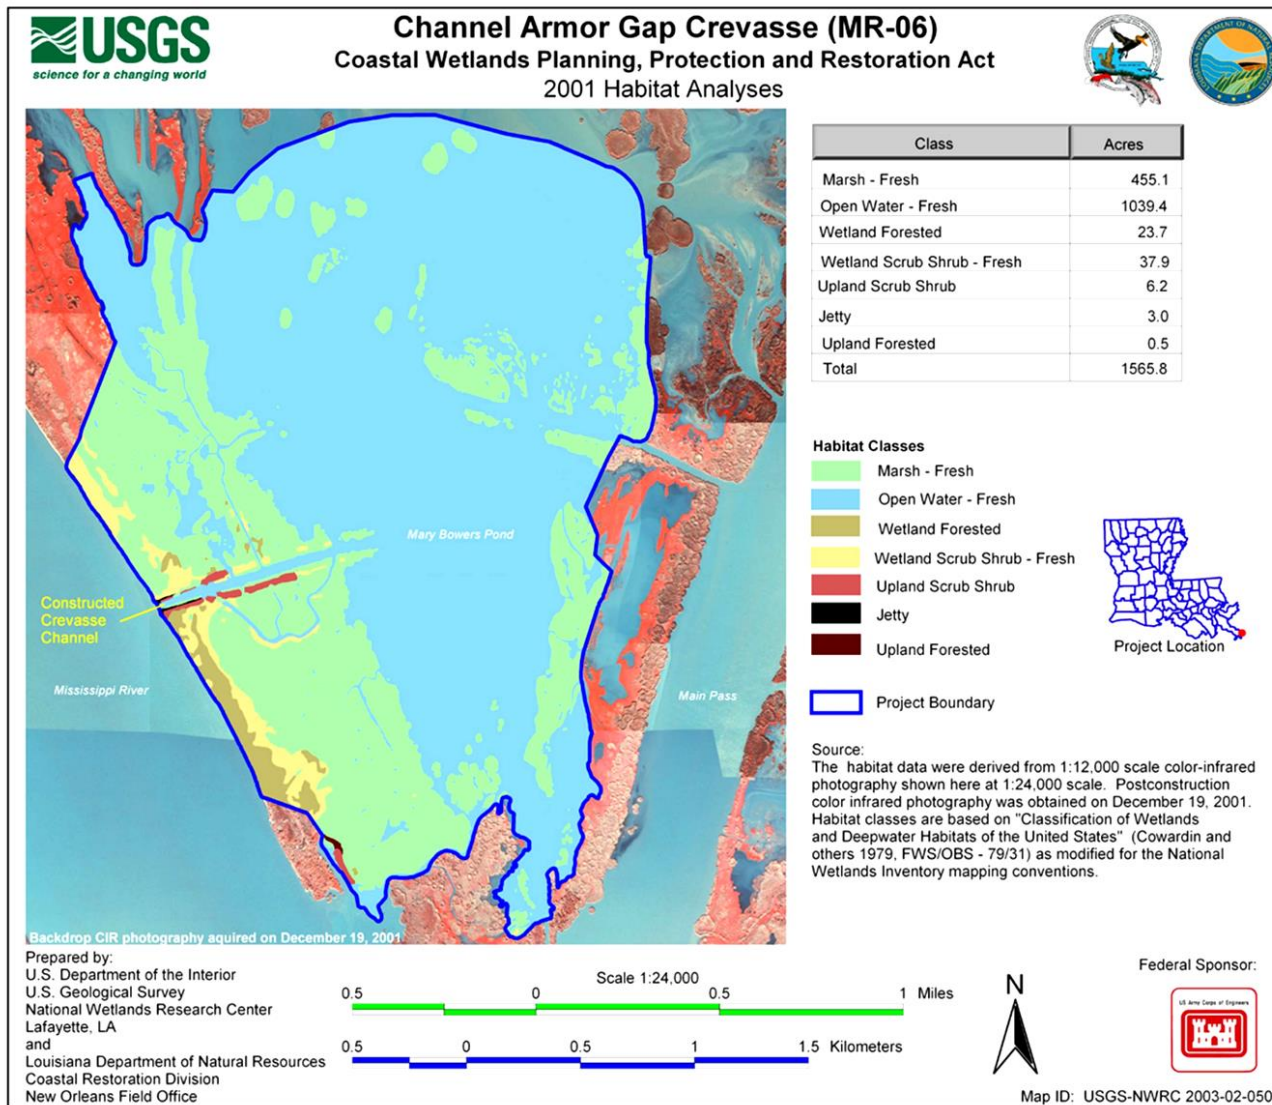 USGS
science for a changing world
Channel Armor Gap Crevasse (MR-06)
Coastal Wetlands Planning, Protection and Restoration Act
2001 Habitat Analyses
Class Acres
Marsh - Fresh 455.1
Open Water - Fresh 1039.4
Wetland Forested 23.7
Wetland Scrub Shrub - Fresh 37.9
Upland Scrub Shrub 6.2
Jetty 3.0
Upland Forested 0.5
Total 1565.8
Habitat Classes
Marsh - Fresh
Open Water - Fresh
Wetland Forested
Wetland Scrub Shrub - Fresh
Upland Scrub Shrub
Jetty
Upland Forested
Project Location
Project Boundary
Mary Bowers Pond
Constructed
Crevasse
Channel
Mississippi River
Main Pass
Backdrop CIR photography aquired on December 19, 2001
Source:
The habitat data were derived from 1:12,000 scale color-infrared
photography shown here at 1:24,000 scale. Postconstruction
color infrared photography was obtained on December 19, 2001.
Habitat classes are based on "Classification of Wetlands
and Deepwater Habitats of the United States" (Cowardin and
others 1979, FWS/OBS - 79/31) as modified for the National
Wetlands Inventory mapping conventions.
Prepared by:
U.S. Department of the Interior
U.S. Geological Survey
National Wetlands Research Center
Lafayette, LA
and
Louisiana Department of Natural Resources
Coastal Restoration Division
New Orleans Field Office
Scale 1:24,000
0.5 0 0.5 1 Miles
0.5 0 0.5 1 1.5 Kilometers
N
Federal Sponsor:
US Army Corps of Engineers
Map ID: USGS-NWRC 2003-02-050